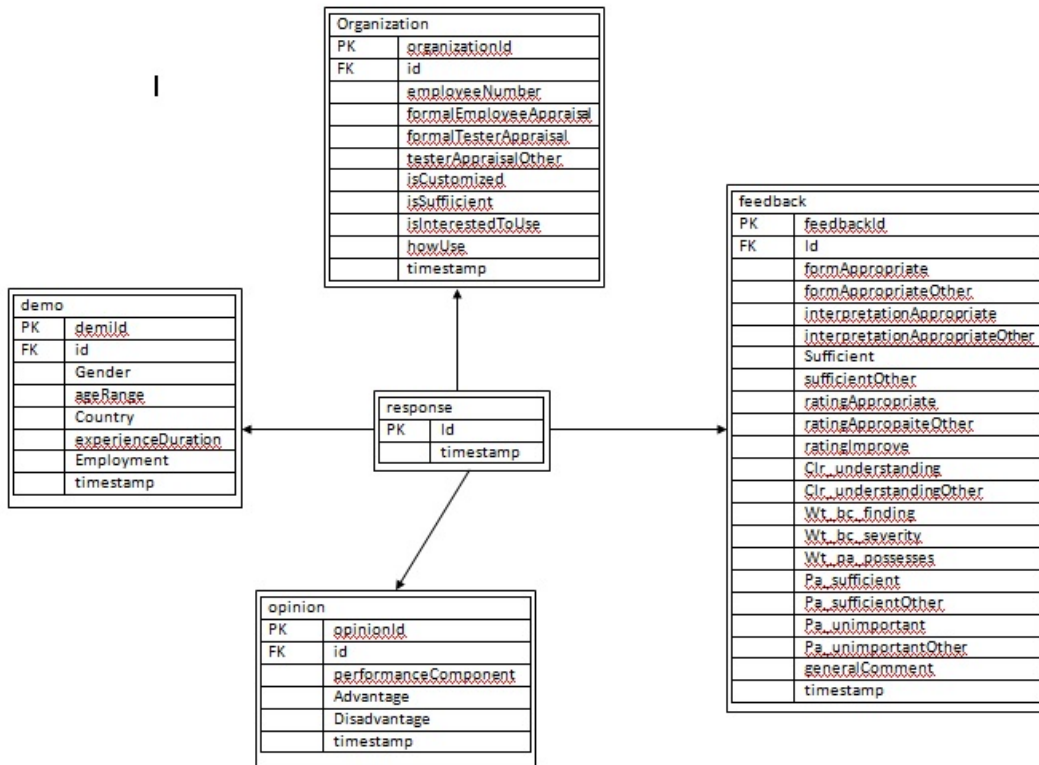 Organization
PK organizationId
FK id
employeeNumber
formalEmployeeAppraisal
formalTesterAppraisal
testerAppraisalOther
isCustomized
isSuffiicient
isInterestedToUse
howUse
timestamp
feedback
PK feedbackId
FK Id
formAppropriate
formAppropriateOther
interpretationAppropriate
interpretationAppropriateOther
Sufficient
sufficientOther
ratingAppropriate
ratingAppropaiteOther
ratingImprove
Clr_understanding
Clr_understandingOther
Wt_bc_finding
Wt_bc_severity
Wt_pa_possesses
Pa_sufficient
Pa_sufficientOther
Pa_unimportant
Pa_unimportantOther
generalComment
timestamp
demo
PK demiId
FK id
Gender
ageRange
Country
experienceDuration
Employment
timestamp
response
PK Id
timestamp
opinion
PK opinionId
FK id
performanceComponent
Advantage
Disadvantage
timestamp